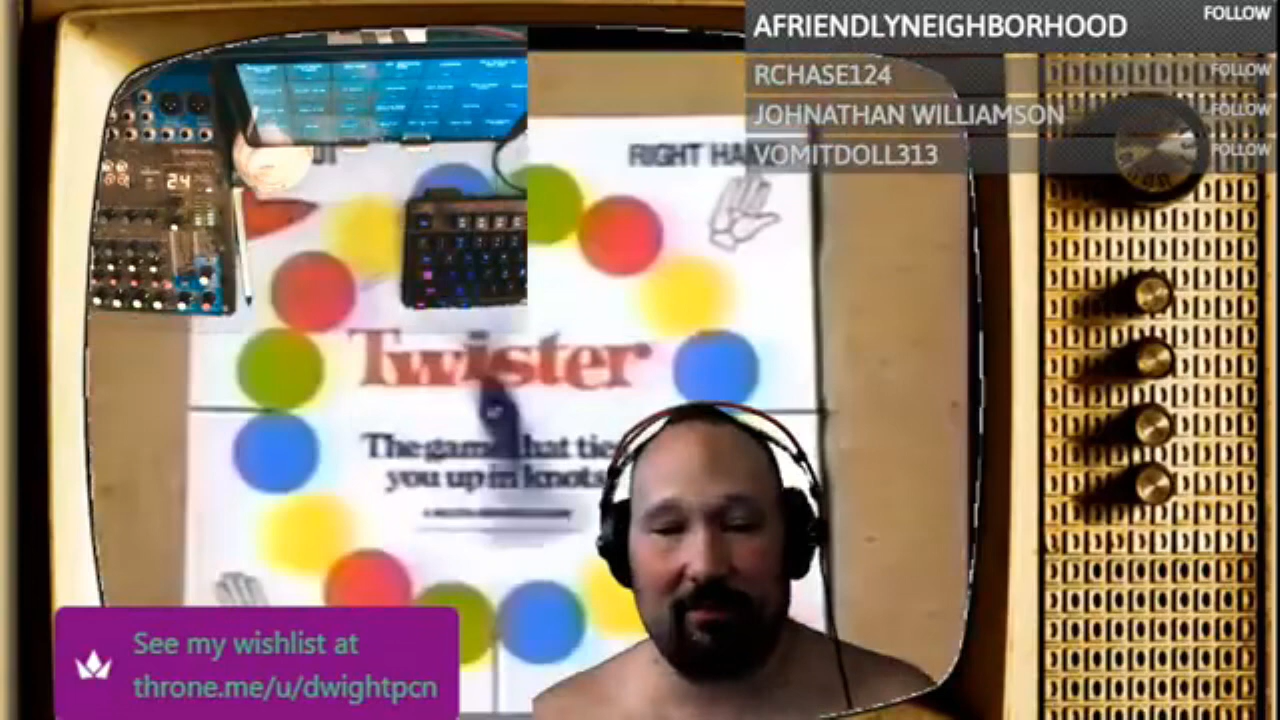 FOLLOW
AFRIENDLYNEIGHBORHOOD
RCHASE124
FOLLOW
JOHNATHAN WILLIAMSON
FOLLOW
VOMITDOLL313
FOLLOW
RIGHT HA
24
Twister
The game that tie
you up in knots
See my wishlist at
throne.me/u/dwightpcn